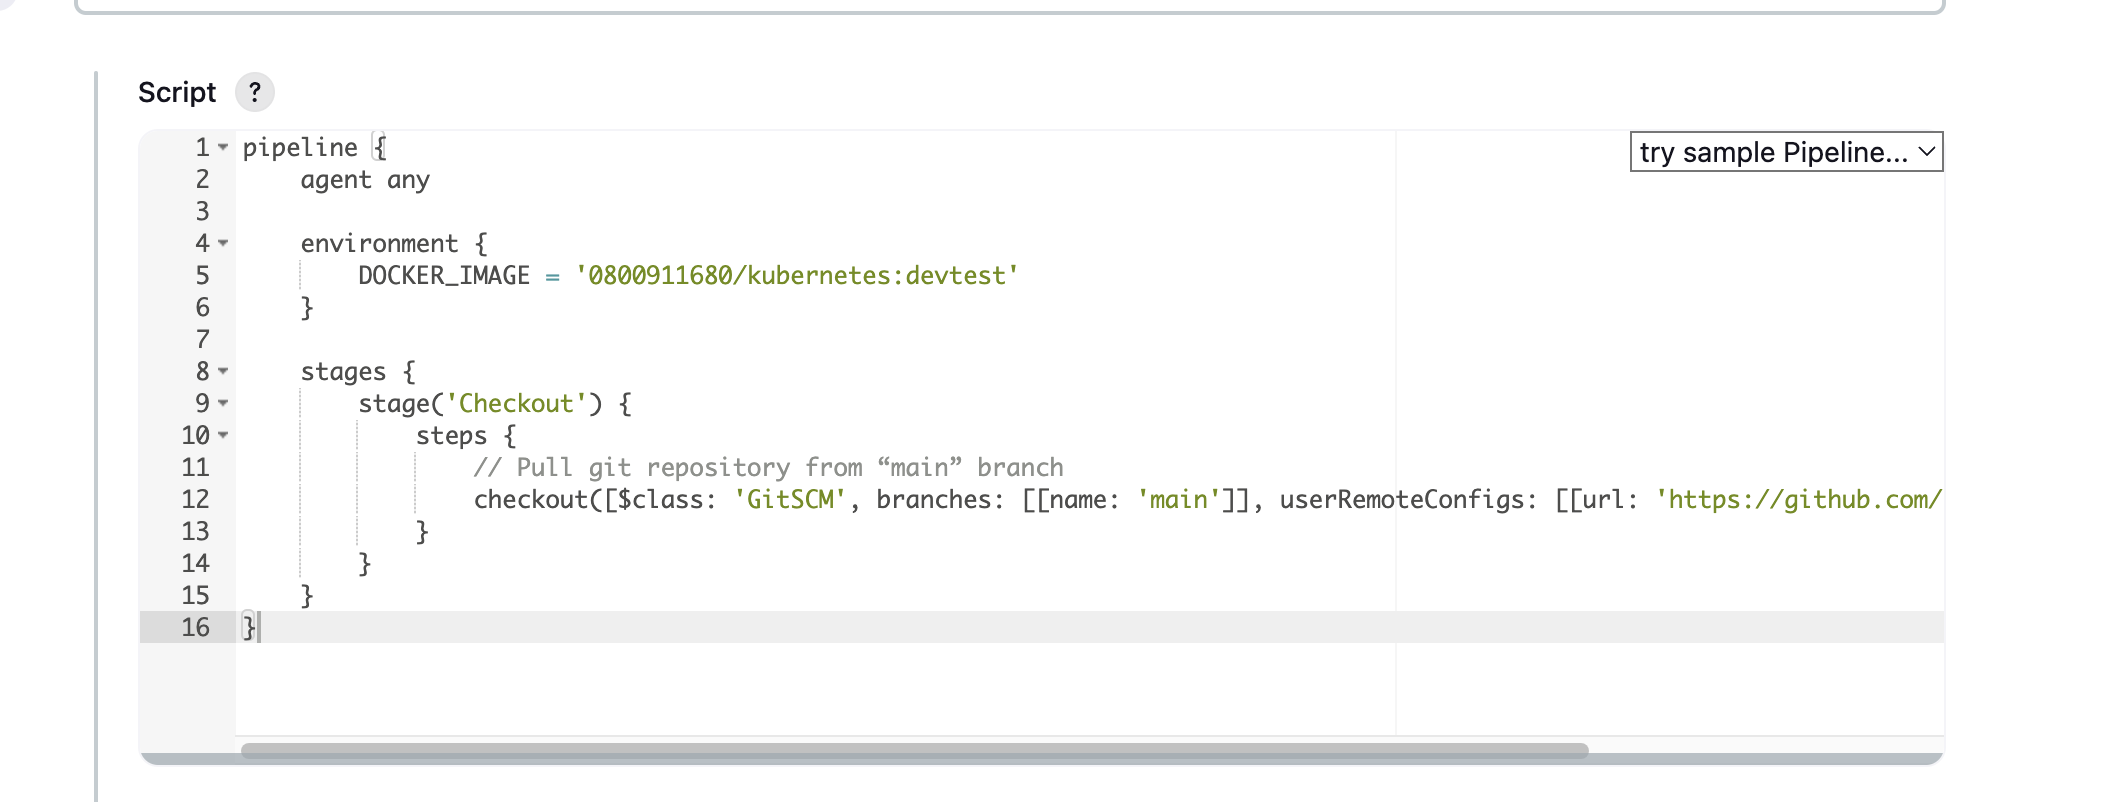 Script ?
try sample Pipeline...
1 pipeline {
2     agent any
3
4     environment {
5         DOCKER_IMAGE = '0800911680/kubernetes:devtest'
6     }
7
8     stages {
9         stage('Checkout') {
10             steps {
11                 // Pull git repository from “main” branch
12                 checkout([$class: 'GitSCM', branches: [[name: 'main']], userRemoteConfigs: [[url: 'https://github.com/
13             }
14         }
15     }
16 }